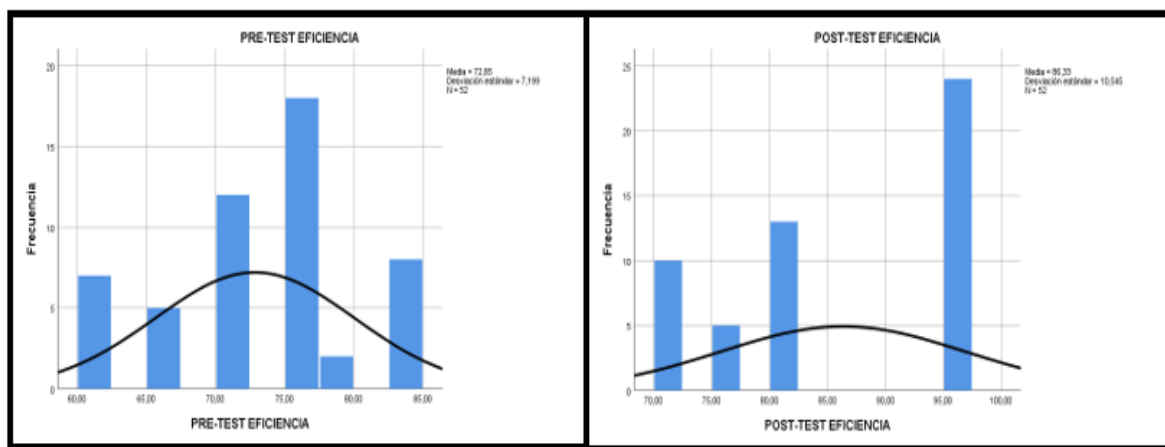 PRE-TEST EFICIENCIA
Media = 72,85
Desviación estándar = 7,199
N = 52
20
15
10
5
0
Frecuencia
60,00 65,00 70,00 75,00 80,00 85,00
PRE-TEST EFICIENCIA
POST-TEST EFICIENCIA
Media = 86,33
Desviación estándar = 10,545
N = 52
25
20
15
10
5
0
Frecuencia
70,00 75,00 80,00 85,00 90,00 95,00 100,00
POST-TEST EFICIENCIA